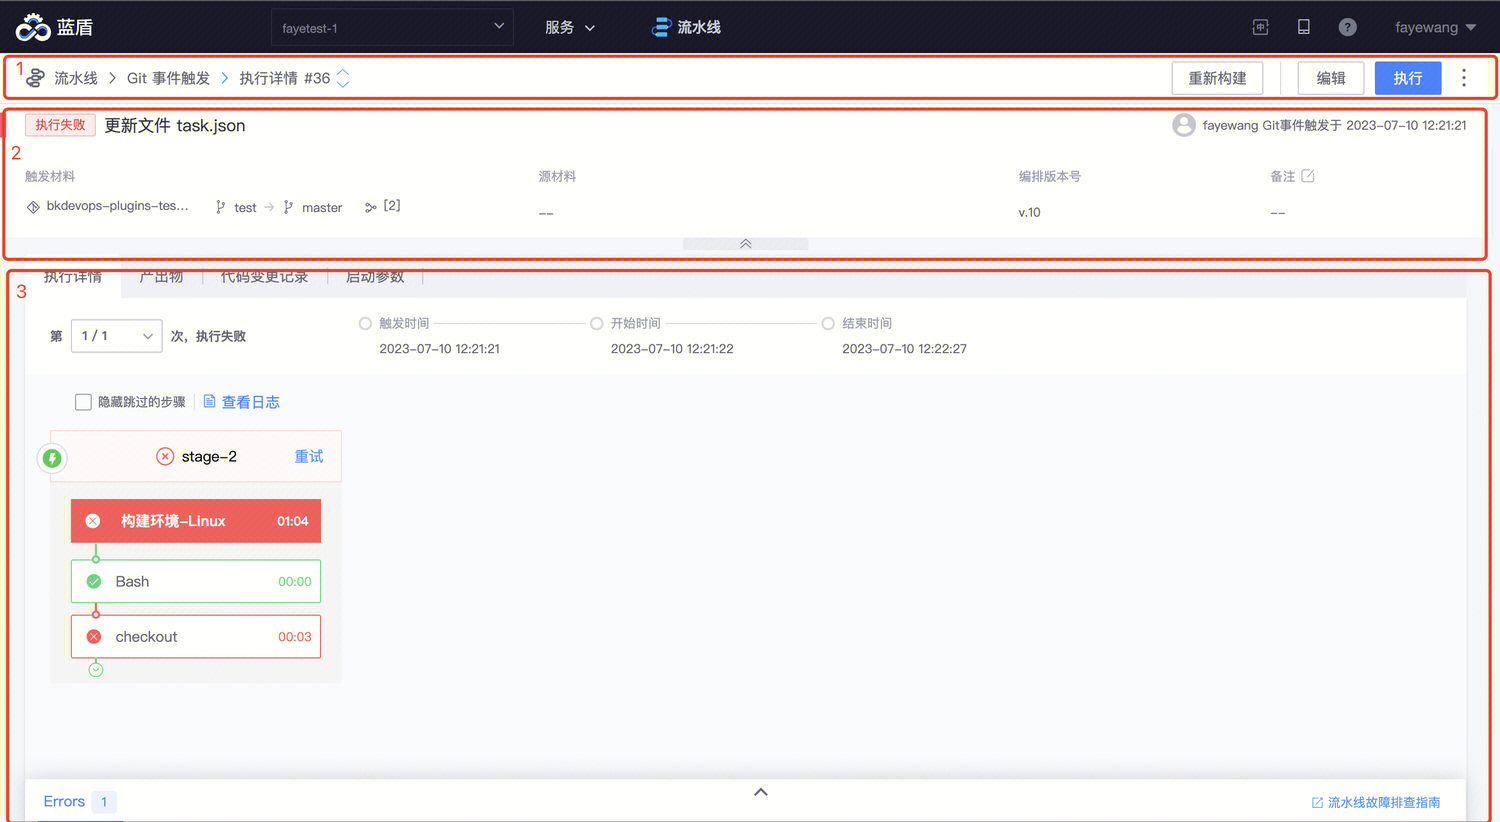 蓝盾
fayetest-1
服务
流水线
中
?
fayewang
1
流水线 > Git 事件触发 > 执行详情 #36
重新构建
编辑
执行
执行失败
更新文件 task.json
fayewang Git事件触发于 2023-07-10 12:21:21
2
触发材料
源材料
编排版本号
备注
bkdevops-plugins-tes...
test
master
[2]
--
v.10
--
3
执行详情
产出物
代码变更记录
启动参数
第
1 / 1
次，执行失败
触发时间
开始时间
结束时间
2023-07-10 12:21:21
2023-07-10 12:21:22
2023-07-10 12:22:27
隐藏跳过的步骤
查看日志
stage-2
重试
构建环境-Linux
01:04
Bash
00:00
checkout
00:03
Errors
1
流水线故障排查指南